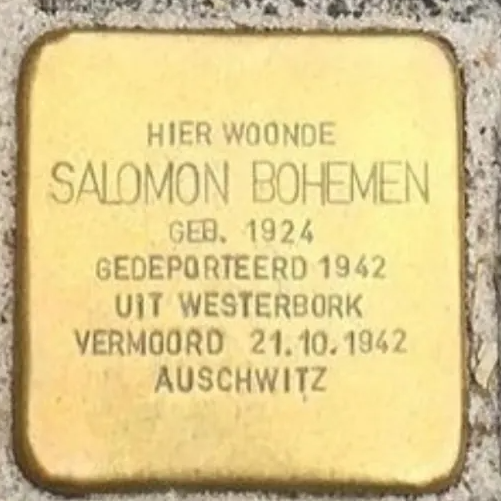 HIER WOONDE
SALOMON BOHEMEN
GEB. 1924
GEDEPORTEERD 1942
UIT WESTERBORK
VERMOORD 21.10.1942
AUSCHWITZ